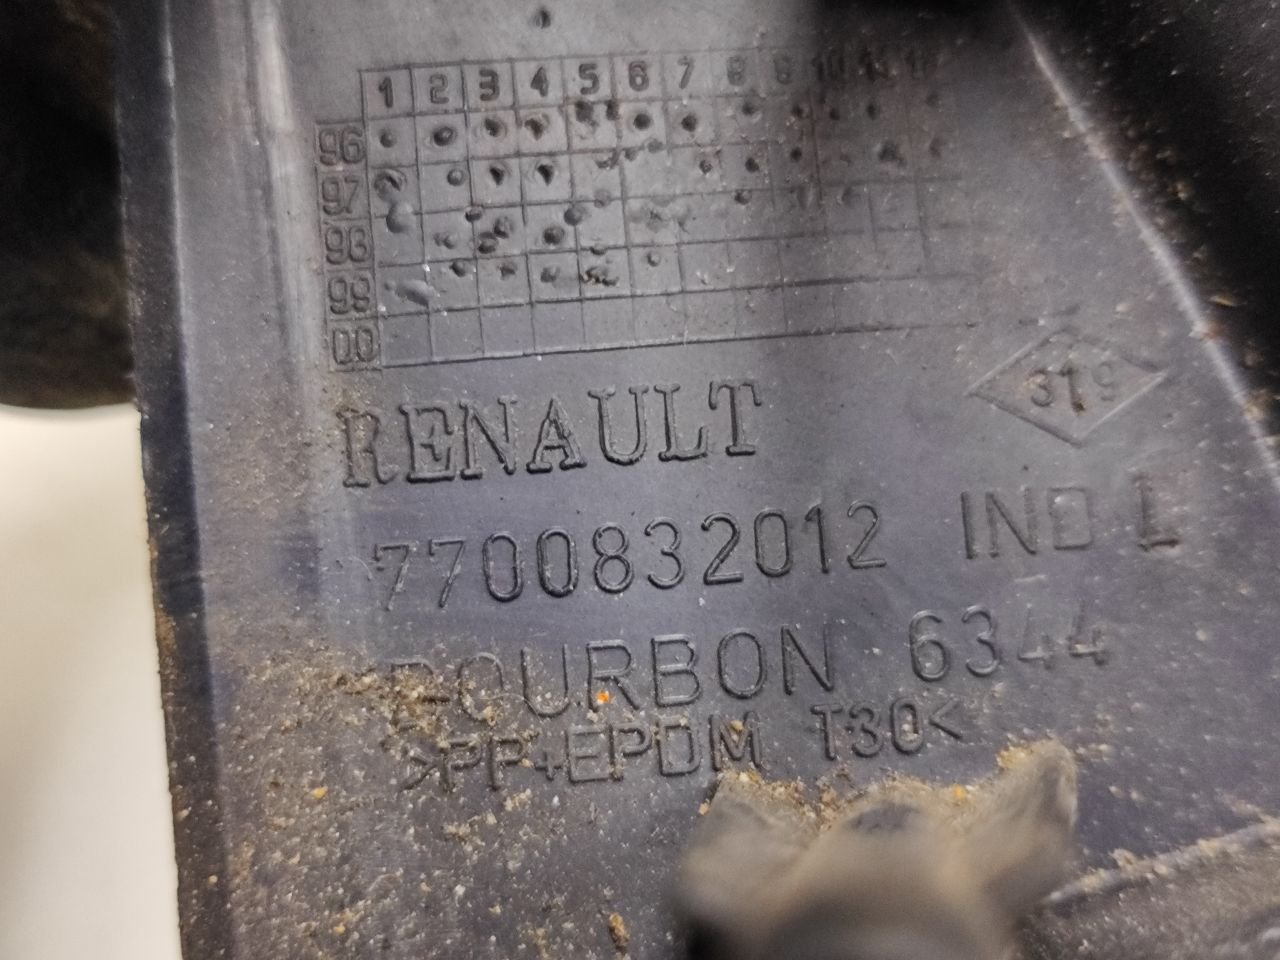 1 2 3 4 5 6 7 8 9 10 11 12
96
97
98
99
00
319
RENAULT
7700832012 IND L
BOURBON 6344
>PP+EPDM T30<